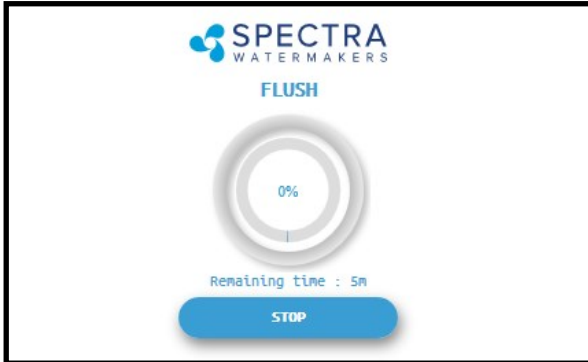 SPECTRA
WATERMAKERS
FLUSH
0%
Remaining time : 5m
STOP